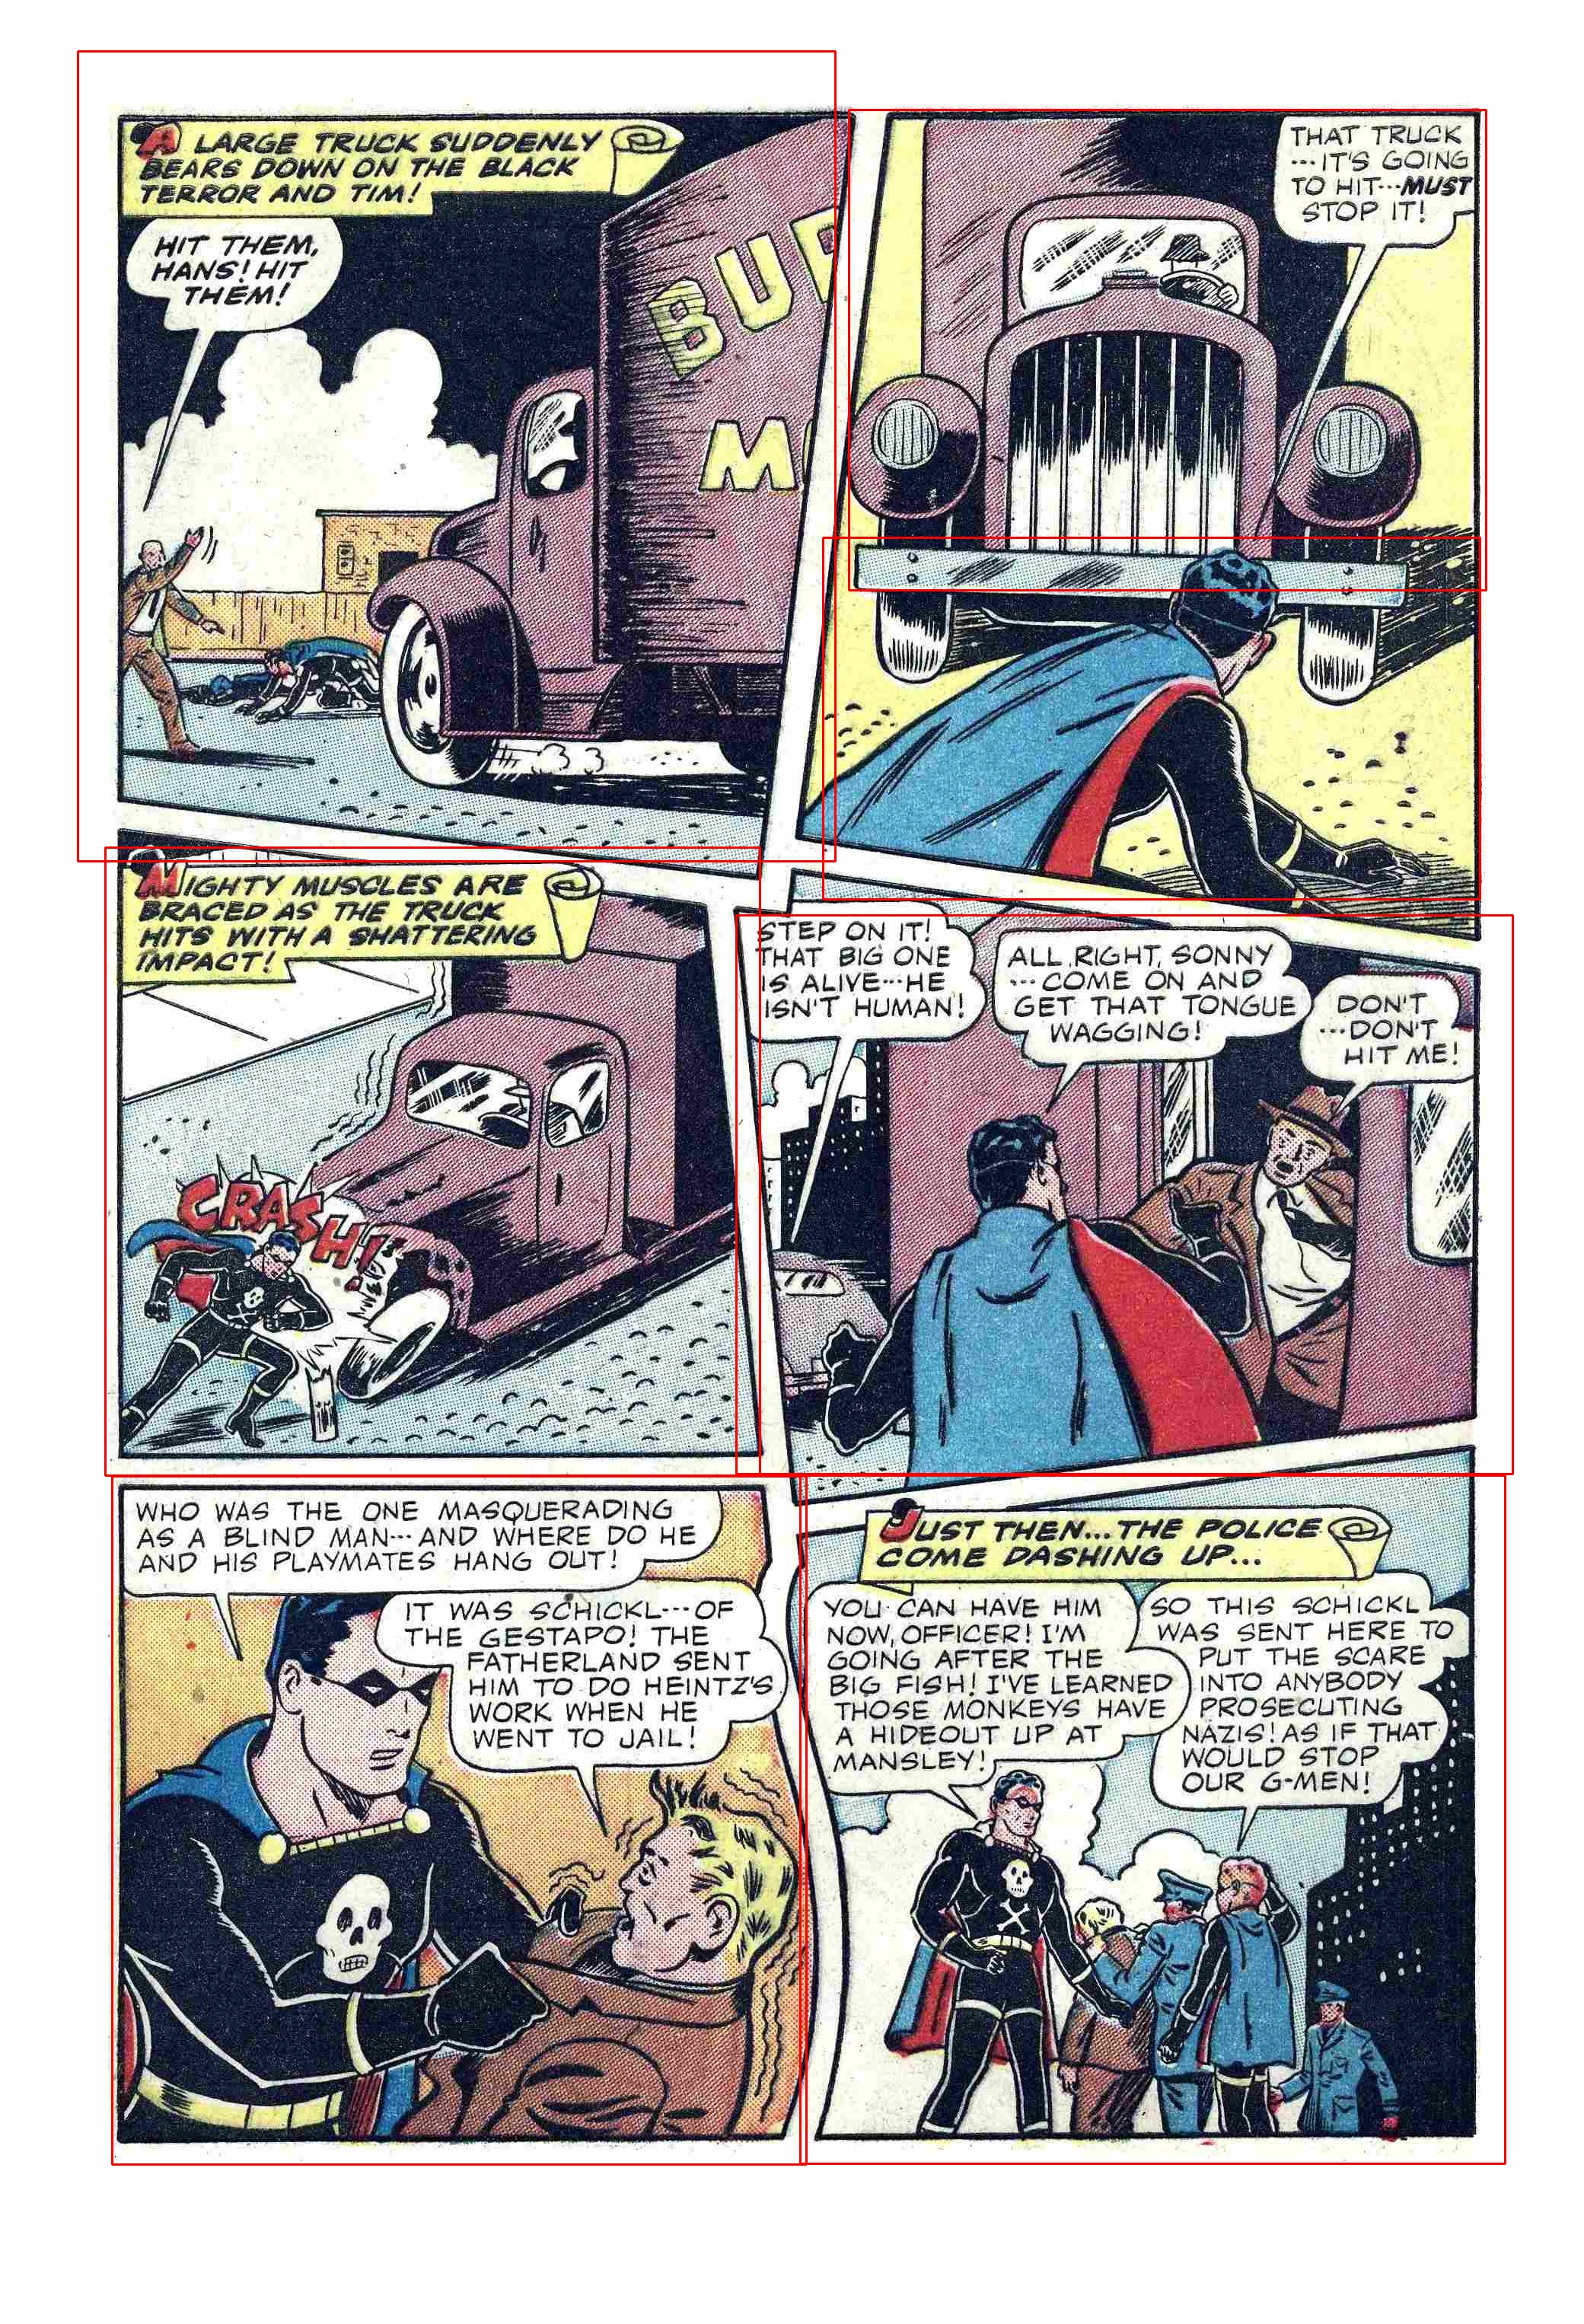 A LARGE TRUCK SUDDENLY
BEARS DOWN ON THE BLACK
TERROR AND TIM!
HIT THEM,
HANS! HIT
THEM!
BUR
MO
THAT TRUCK
...IT'S GOING
TO HIT...MUST
STOP IT!
MIGHTY MUSCLES ARE
BRACED AS THE TRUCK
HITS WITH A SHATTERING
IMPACT!
CRASH!
STEP ON IT!
THAT BIG ONE
IS ALIVE...HE
ISN'T HUMAN!
ALL RIGHT, SONNY
...COME ON AND
GET THAT TONGUE
WAGGING!
DON'T
...DON'T
HIT ME!
WHO WAS THE ONE MASQUERADING
AS A BLIND MAN...AND WHERE DO HE
AND HIS PLAYMATES HANG OUT!
IT WAS SCHICKL...OF
THE GESTAPO! THE
FATHERLAND SENT
HIM TO DO HEINTZ'S
WORK WHEN HE
WENT TO JAIL!
JUST THEN...THE POLICE
COME DASHING UP...
YOU CAN HAVE HIM
NOW, OFFICER! I'M
GOING AFTER THE
BIG FISH! I'VE LEARNED
THOSE MONKEYS HAVE
A HIDEOUT UP AT
MANSLEY!
SO THIS SCHICKL
WAS SENT HERE TO
PUT THE SCARE
INTO ANYBODY
PROSECUTING
NAZIS! AS IF THAT
WOULD STOP
OUR G-MEN!